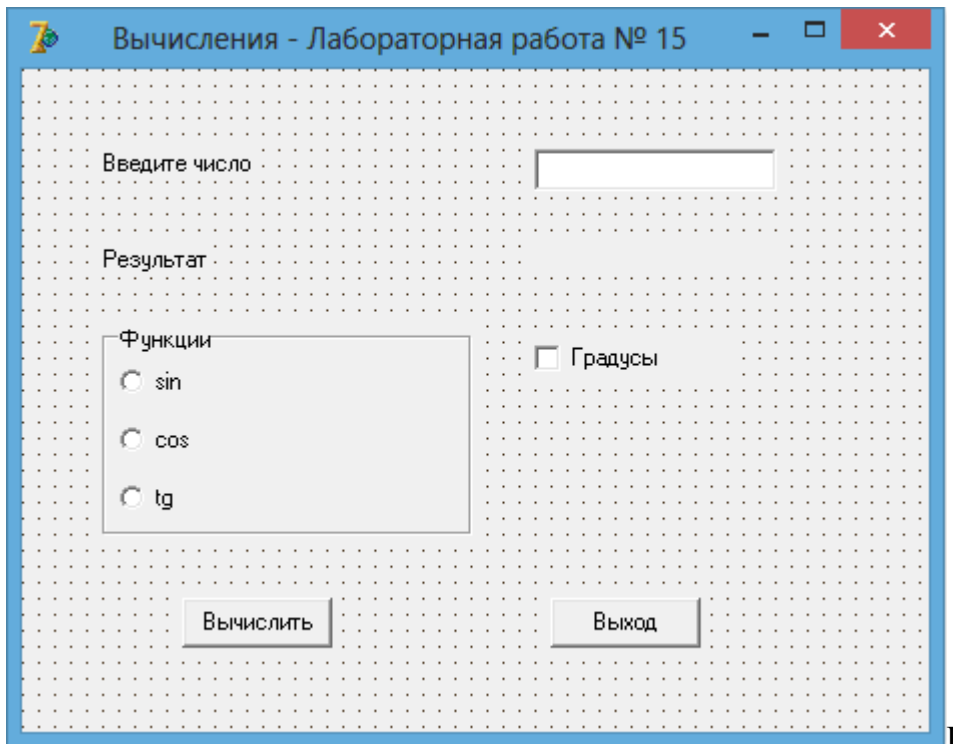 Вычисления - Лабораторная работа № 15
Введите число
Результат
Функции
sin
cos
tg
Градусы
Вычислить
Выход